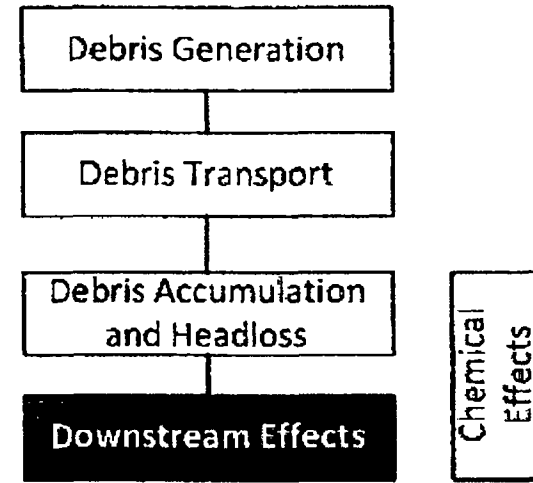 Debris Generation
Debris Transport
Debris Accumulation
and Headloss
Downstream Effects
Chemical
Effects